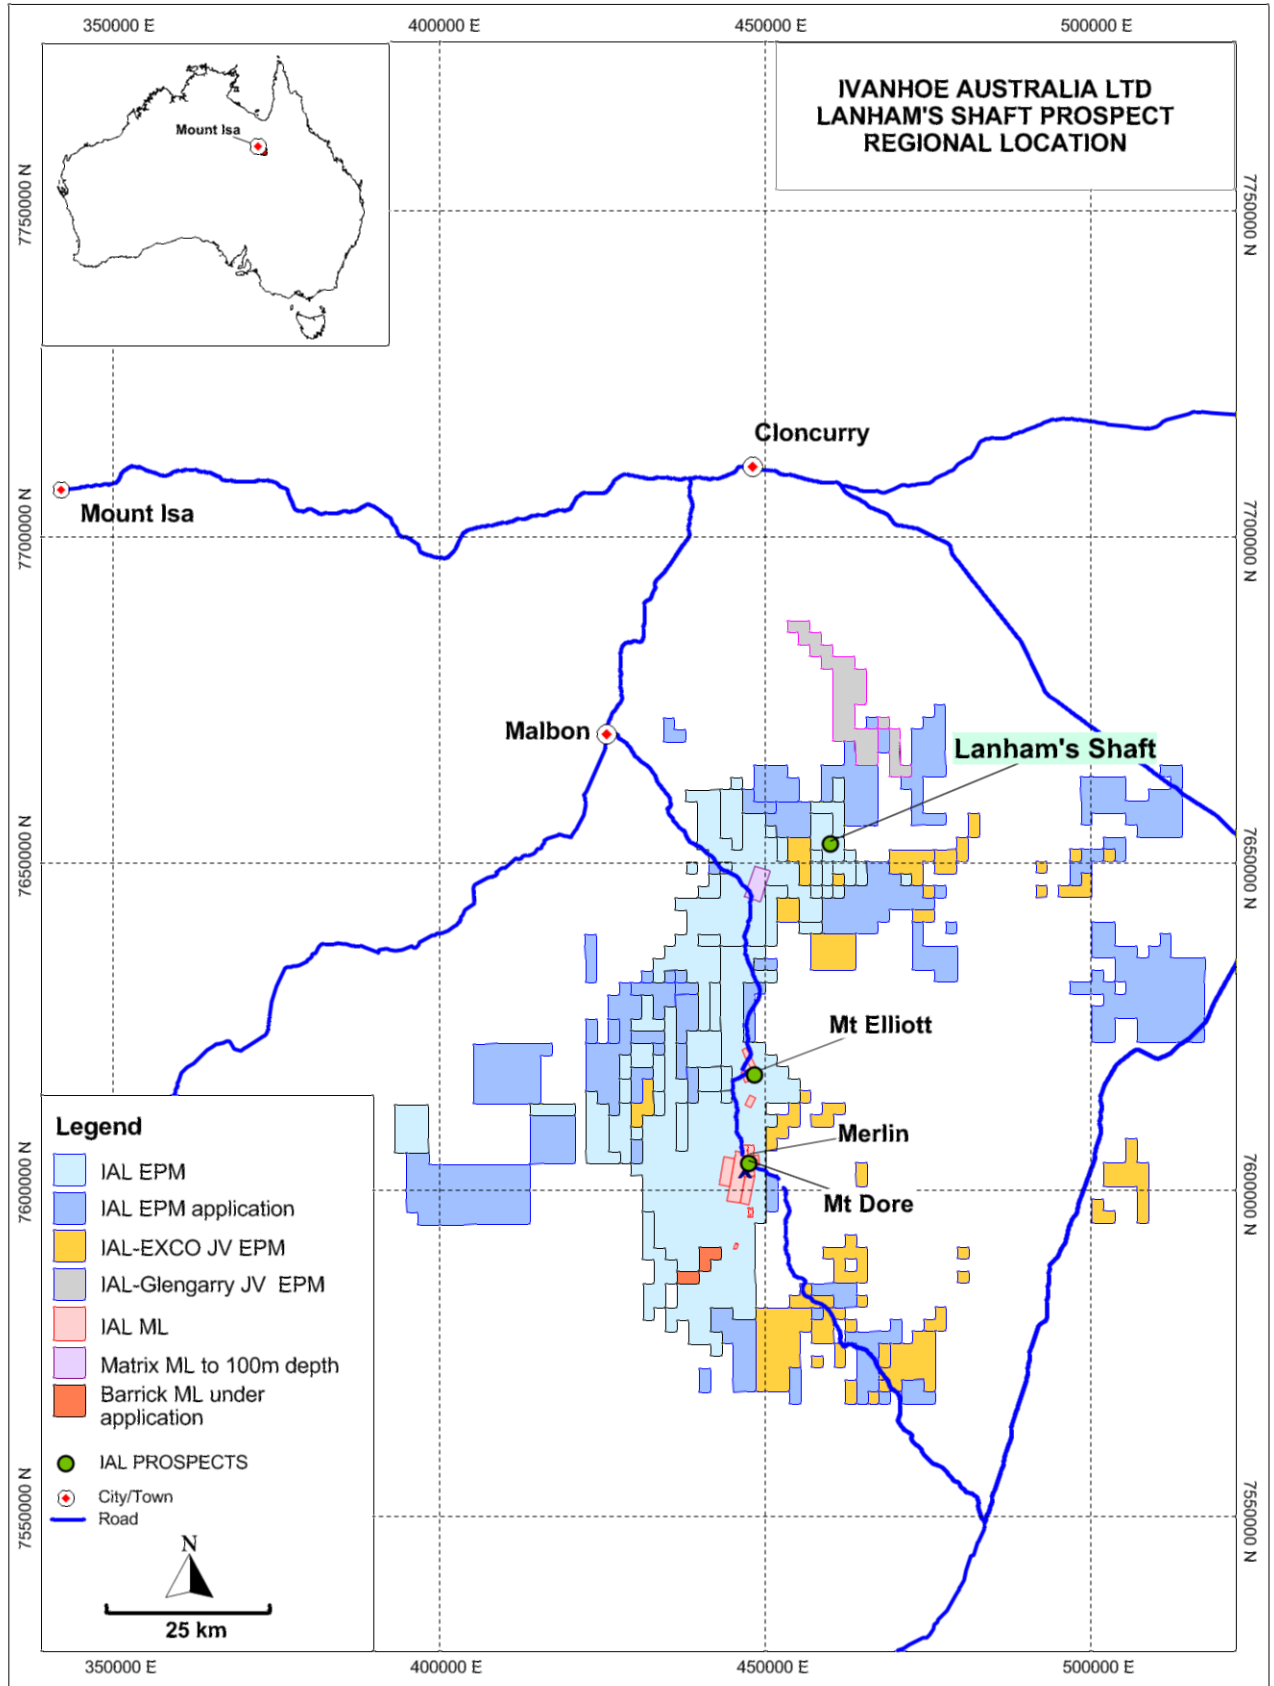 350000 E
400000 E
450000 E
500000 E
IVANHOE AUSTRALIA LTD
LANHAM'S SHAFT PROSPECT
REGIONAL LOCATION
Mount Isa
7750000 N
7750000 N
Cloncurry
Mount Isa
7700000 N
7700000 N
Malbon
Lanham's Shaft
7650000 N
7650000 N
Mt Elliott
Merlin
Mt Dore
7600000 N
7600000 N
Legend
IAL EPM
IAL EPM application
IAL-EXCO JV EPM
IAL-Glengarry JV EPM
IAL ML
Matrix ML to 100m depth
Barrick ML under
application
IAL PROSPECTS
City/Town
Road
7550000 N
7550000 N
N
25 km
350000 E
400000 E
450000 E
500000 E